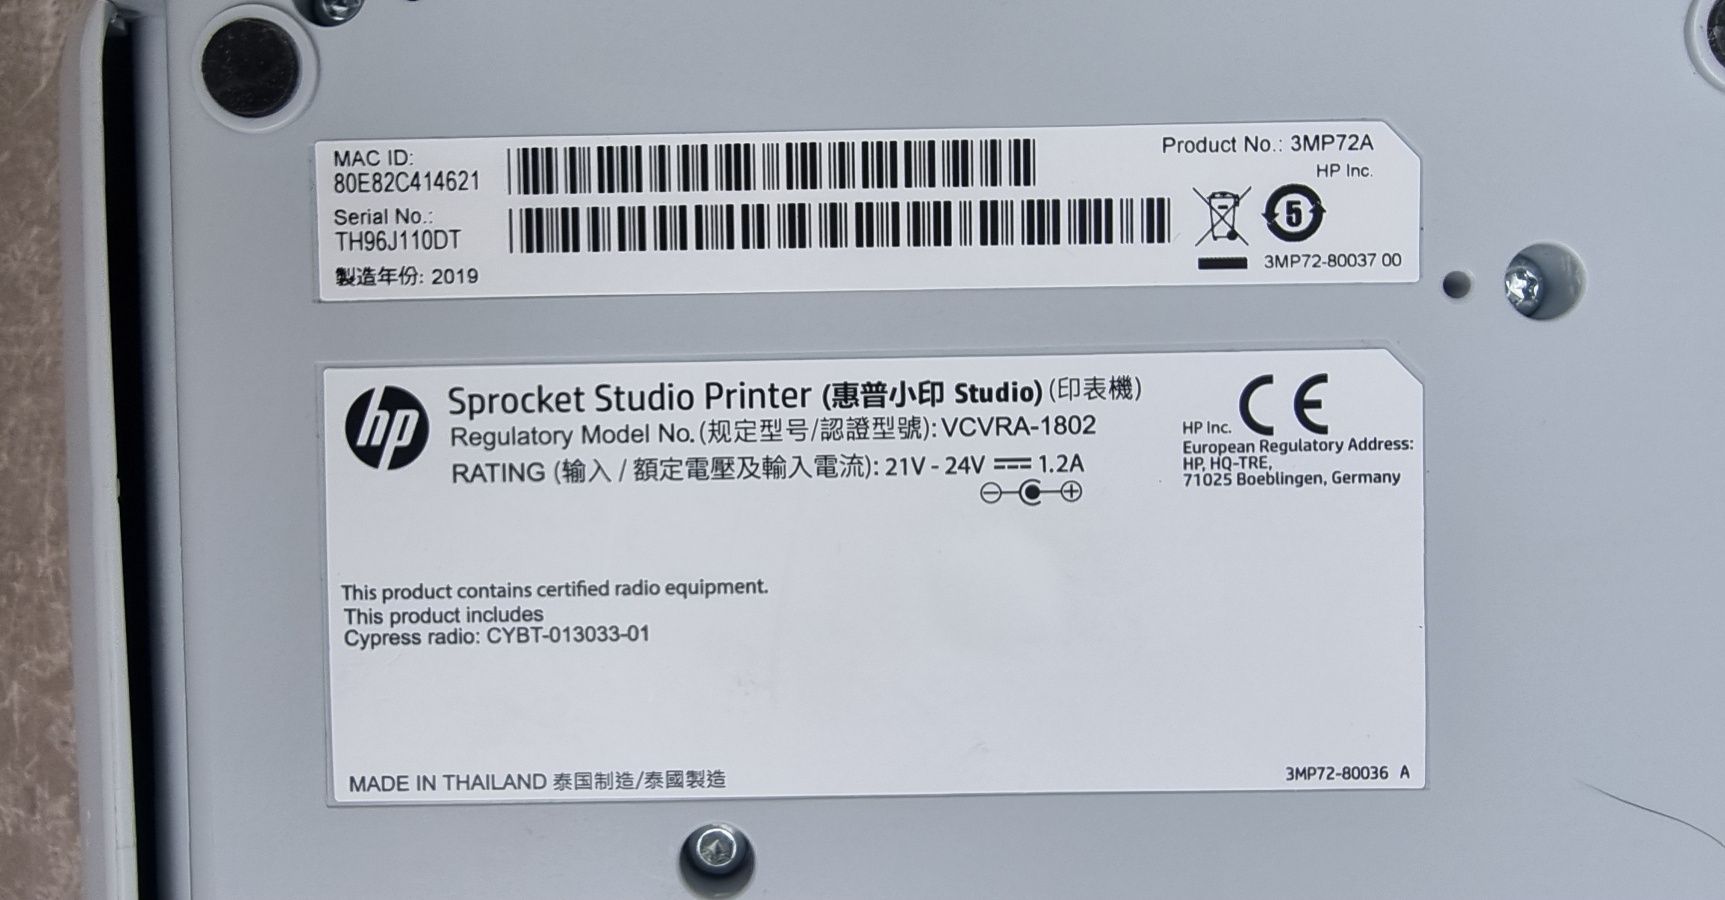 MAC ID:
80E82C414621
Serial No.:
TH96J110DT
製造年份: 2019
Product No.: 3MP72A
HP Inc.
5
3MP72-80037 00
hp
Sprocket Studio Printer (惠普小印 Studio) (印表機)
Regulatory Model No. (规定型号/認證型號): VCVRA-1802
RATING (输入 / 額定電壓及輸入電流): 21V - 24V ⎓ 1.2A
CE
HP Inc.
European Regulatory Address:
HP, HQ-TRE,
71025 Boeblingen, Germany
This product contains certified radio equipment.
This product includes
Cypress radio: CYBT-013033-01
MADE IN THAILAND 泰国制造/泰國製造
3MP72-80036 A